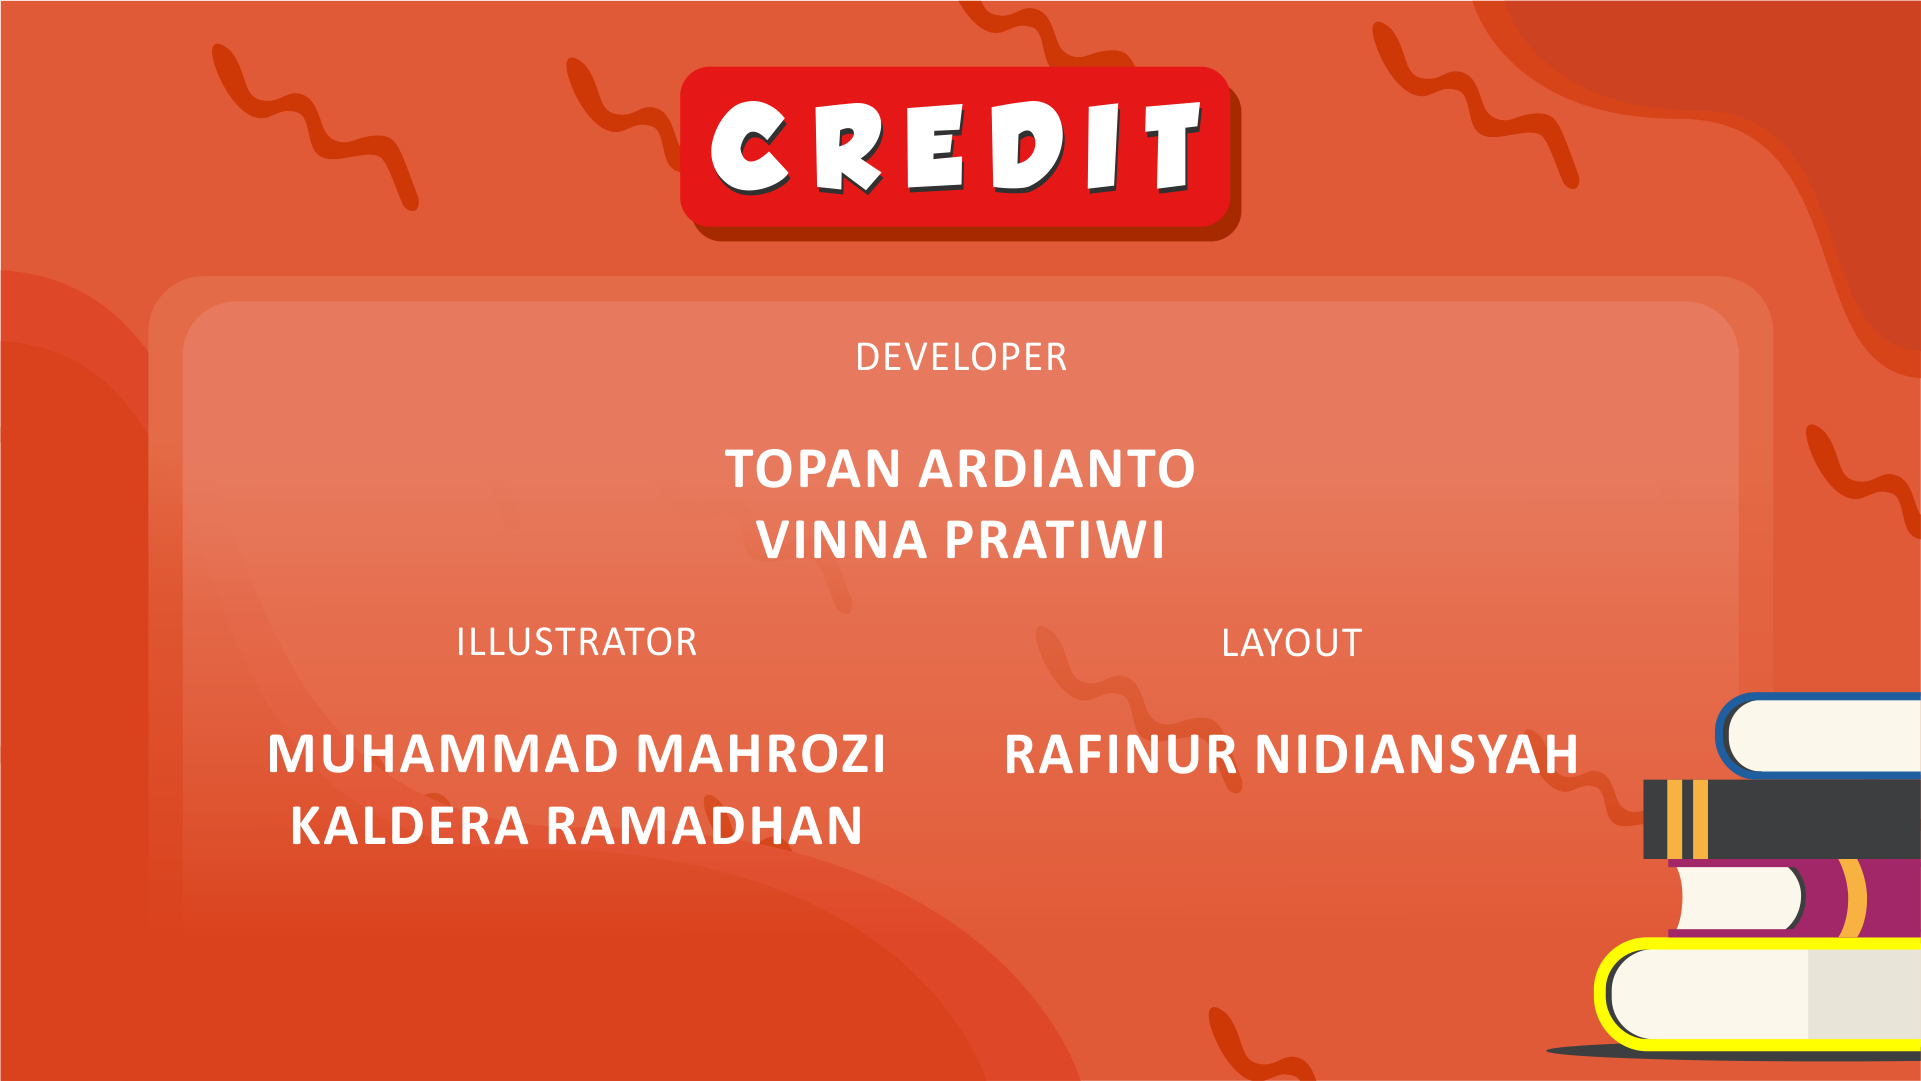 CREDIT
DEVELOPER
TOPAN ARDIANTO
VINNA PRATIWI
ILLUSTRATOR
MUHAMMAD MAHROZI
KALDERA RAMADHAN
LAYOUT
RAFINUR NIDIANSYAH